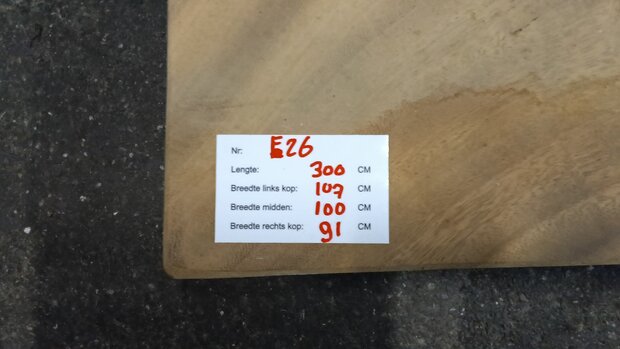 Nr: E26
Lengte: 300 CM
Breedte links kop: 107 CM
Breedte midden: 100 CM
Breedte rechts kop: 91 CM